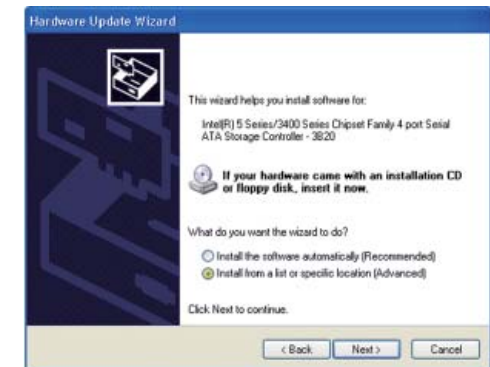 Hardware Update Wizard
This wizard helps you install software for:
Intel(R) 5 Series/3400 Series Chipset Family 4 port Serial
ATA Storage Controller - 3B20
If your hardware came with an installation CD
or floppy disk, insert it now.
What do you want the wizard to do?
Install the software automatically (Recommended)
Install from a list or specific location (Advanced)
Click Next to continue.
< Back
Next >
Cancel